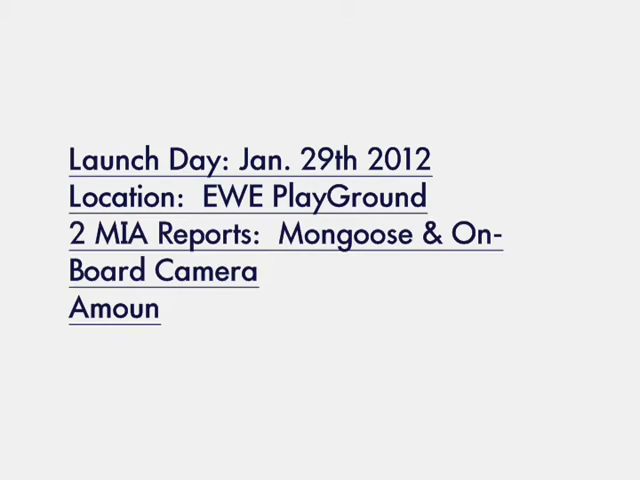 Launch Day: Jan. 29th 2012
Location:  EWE PlayGround
2 MIA Reports:  Mongoose & On-
Board Camera
Amoun